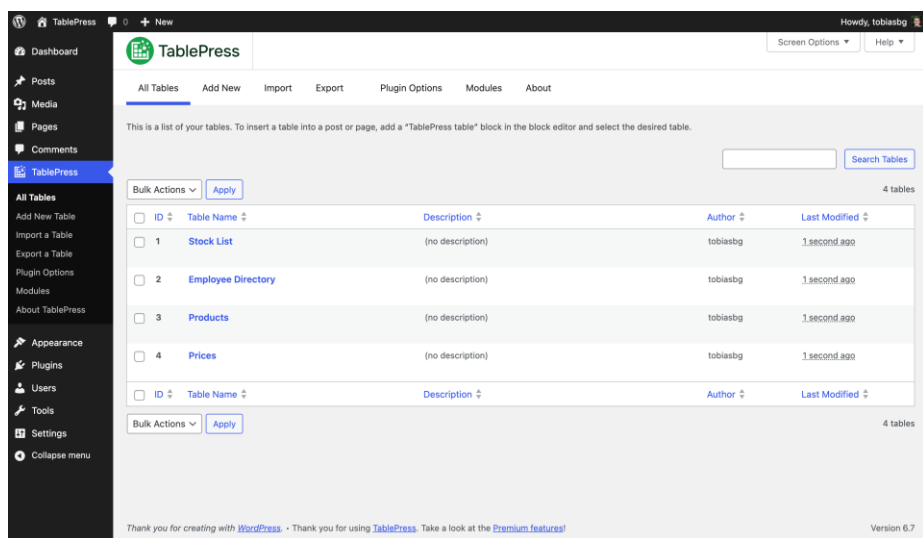 TablePress 0 + New Howdy, tobiasbg
Dashboard
Posts
Media
Pages
Comments
TablePress
All Tables
Add New Table
Import a Table
Export a Table
Plugin Options
Modules
About TablePress
Appearance
Plugins
Users
Tools
Settings
Collapse menu
TablePress
Screen Options ▼ Help ▼
All Tables Add New Import Export Plugin Options Modules About
This is a list of your tables. To insert a table into a post or page, add a "TablePress table" block in the block editor and select the desired table.
Search Tables
Bulk Actions Apply 4 tables
ID Table Name Description Author Last Modified
1 Stock List (no description) tobiasbg 1 second ago
2 Employee Directory (no description) tobiasbg 1 second ago
3 Products (no description) tobiasbg 1 second ago
4 Prices (no description) tobiasbg 1 second ago
ID Table Name Description Author Last Modified
Bulk Actions Apply 4 tables
Thank you for creating with WordPress. • Thank you for using TablePress. Take a look at the Premium features! Version 6.7